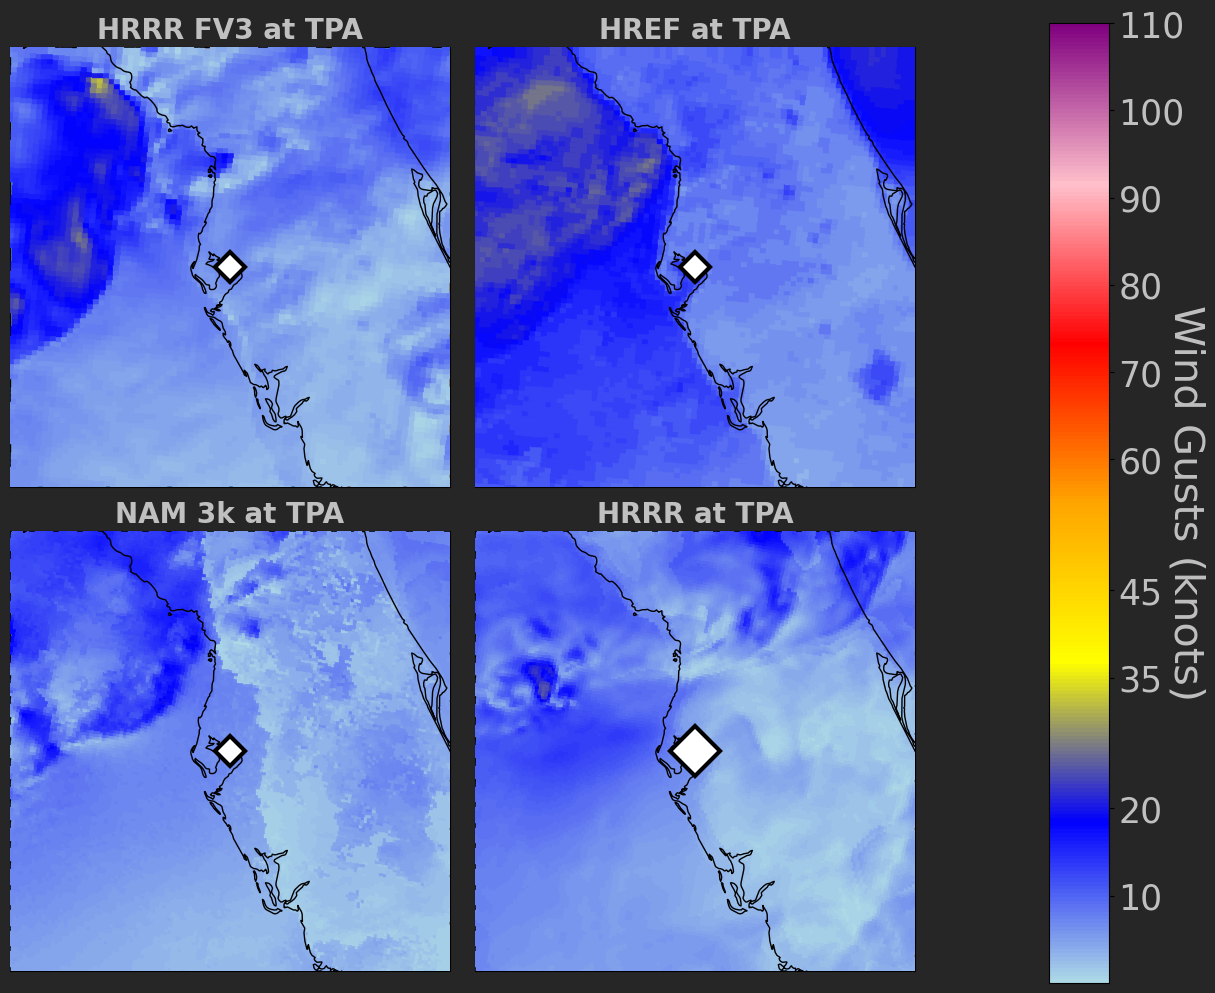 HRRR FV3 at TPA
HREF at TPA
NAM 3k at TPA
HRRR at TPA
110
100
90
80
70
60
45
35
20
10
Wind Gusts (knots)